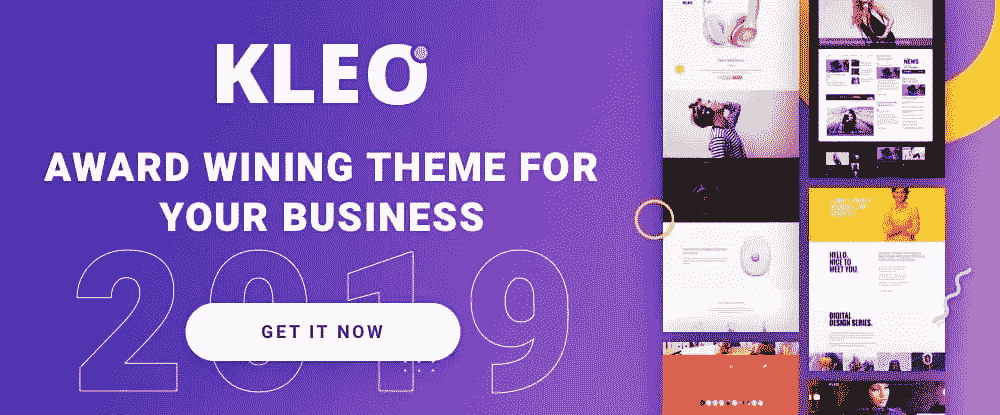 KLEO
AWARD WINING THEME FOR
YOUR BUSINESS
2019
GET IT NOW
NEWS
HELLO,
NICE TO
MEET YOU.
DIGITAL
DESIGN SERIES.